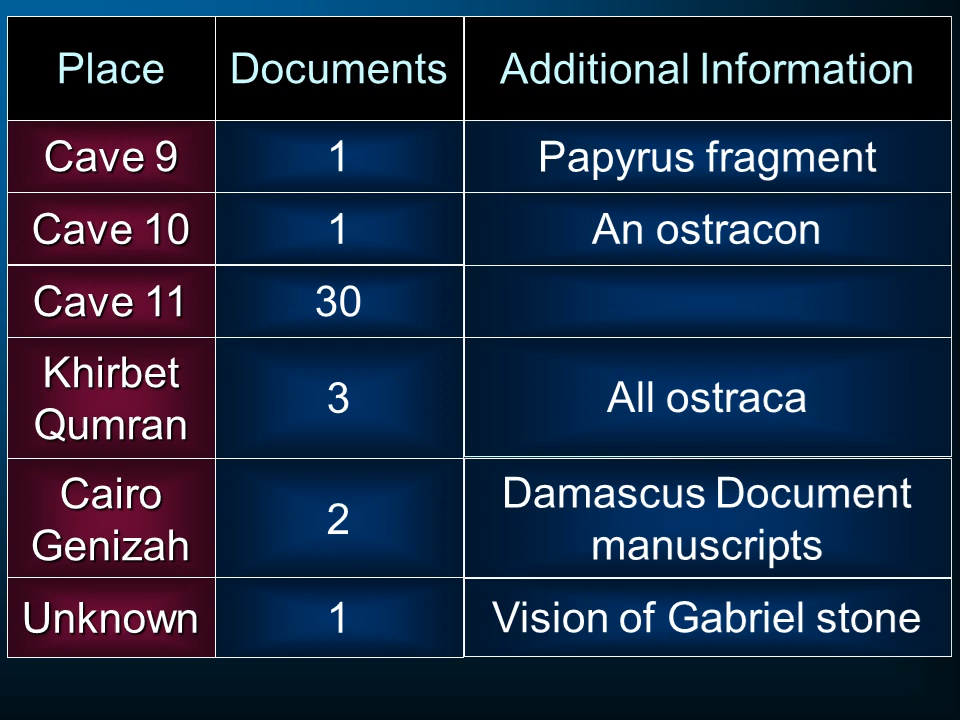 Place Documents Additional Information
Cave 9 1 Papyrus fragment
Cave 10 1 An ostracon
Cave 11 30
Khirbet
Qumran 3 All ostraca
Cairo
Genizah 2 Damascus Document
manuscripts
Unknown 1 Vision of Gabriel stone